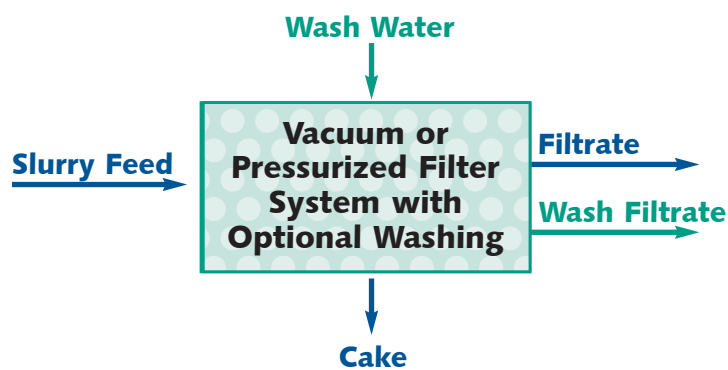 Wash Water
Slurry Feed
Vacuum or
Pressurized Filter
System with
Optional Washing
Filtrate
Wash Filtrate
Cake